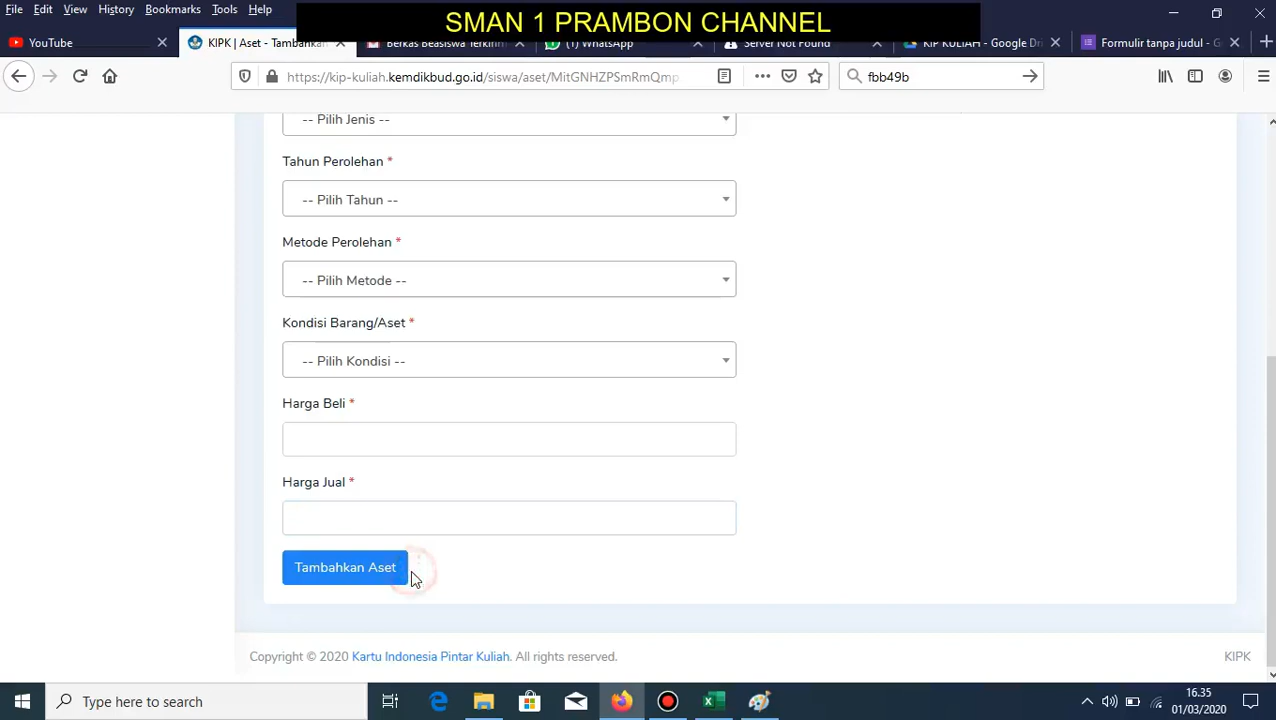 SMAN 1 PRAMBON CHANNEL
File Edit View History Bookmarks Tools Help
YouTube
KIPK | Aset - Tambahkan
Berkas Beasiswa Terkirim
(1) WhatsApp
Server Not Found
KIP KULIAH - Google Dr
Formulir tanpa judul - G
https://kip-kuliah.kemdikbud.go.id/siswa/aset/MitGNHZPSmRmQmp
fbb49b
-- Pilih Jenis --
Tahun Perolehan *
-- Pilih Tahun --
Metode Perolehan *
-- Pilih Metode --
Kondisi Barang/Aset *
-- Pilih Kondisi --
Harga Beli *
Harga Jual *
Tambahkan Aset
Copyright © 2020 Kartu Indonesia Pintar Kuliah. All rights reserved.
KIPK
Type here to search
16.35
01/03/2020